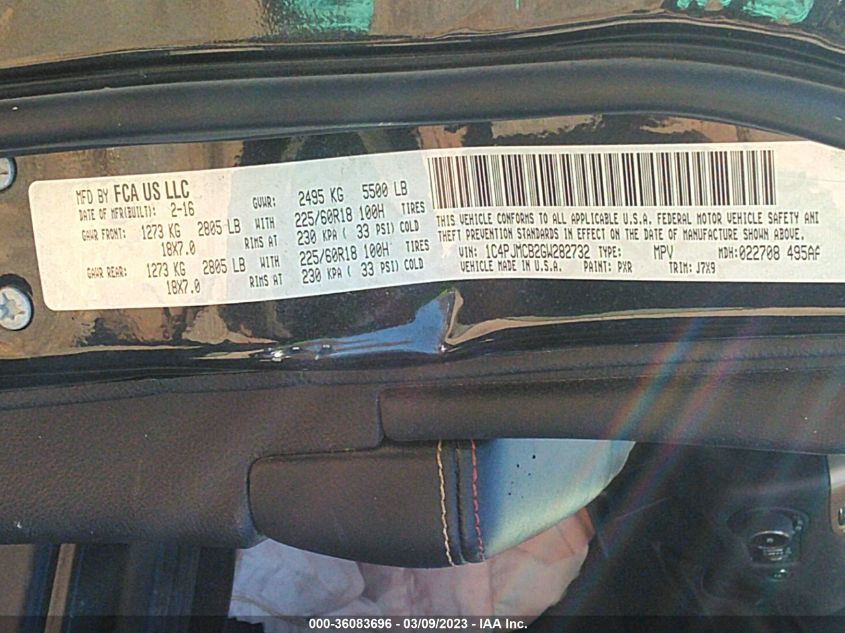 MFD BY FCA US LLC
DATE OF MFR(BUILT): 2-16
GVWR: 2495 KG 5500 LB
GAWR FRONT: 1273 KG 2805 LB WITH 225/60R18 100H TIRES
18X7.0 RIMS AT 230 KPA ( 33 PSI) COLD
GAWR REAR: 1273 KG 2805 LB WITH 225/60R18 100H TIRES
18X7.0 RIMS AT 230 KPA ( 33 PSI) COLD
THIS VEHICLE CONFORMS TO ALL APPLICABLE U.S.A. FEDERAL MOTOR VEHICLE SAFETY AND
THEFT PREVENTION STANDARDS IN EFFECT ON THE DATE OF MANUFACTURE SHOWN ABOVE.
VIN: 1C4PJMCB2GW282732 TYPE: MPV MDH:022708 495AF
VEHICLE MADE IN U.S.A. PAINT: PXR TRIM: J7X9
000-36083696 - 03/09/2023 - IAA Inc.